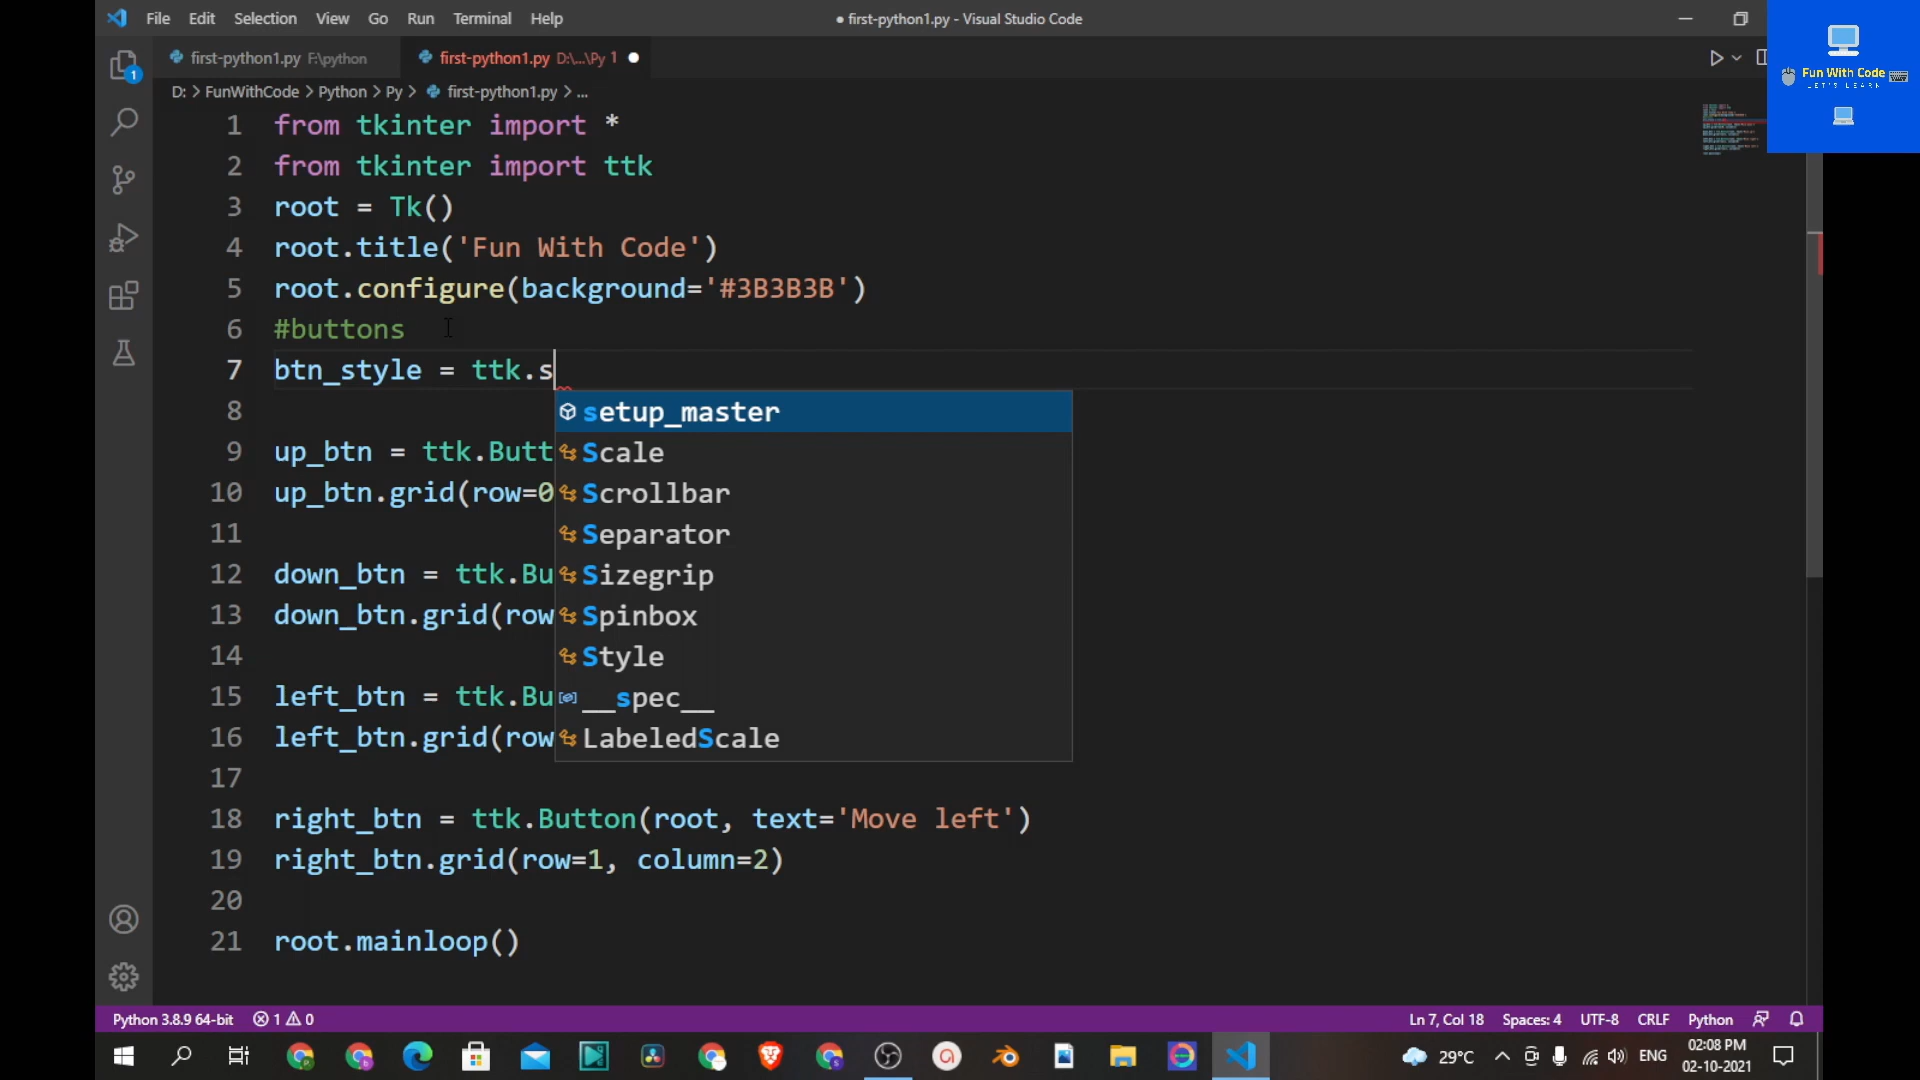 File Edit Selection View Go Run Terminal Help
● first-python1.py - Visual Studio Code
Fun With Code
LET'S LEARN
first-python1.py F:\python
first-python1.py D:\...\Py 1
D: > FunWithCode > Python > Py > first-python1.py > ...
1 from tkinter import *
2 from tkinter import ttk
3 root = Tk()
4 root.title('Fun With Code')
5 root.configure(background='#3B3B3B')
6 #buttons
7 btn_style = ttk.s
8
9 up_btn = ttk.Butt
10 up_btn.grid(row=0
11
12 down_btn = ttk.Bu
13 down_btn.grid(row
14
15 left_btn = ttk.Bu
16 left_btn.grid(row
17
18 right_btn = ttk.Button(root, text='Move left')
19 right_btn.grid(row=1, column=2)
20
21 root.mainloop()
setup_master
Scale
Scrollbar
Separator
Sizegrip
Spinbox
Style
__spec__
LabeledScale
1
Python 3.8.9 64-bit 1 0
Ln 7, Col 18 Spaces: 4 UTF-8 CRLF Python
29°C ENG 02:08 PM
02-10-2021